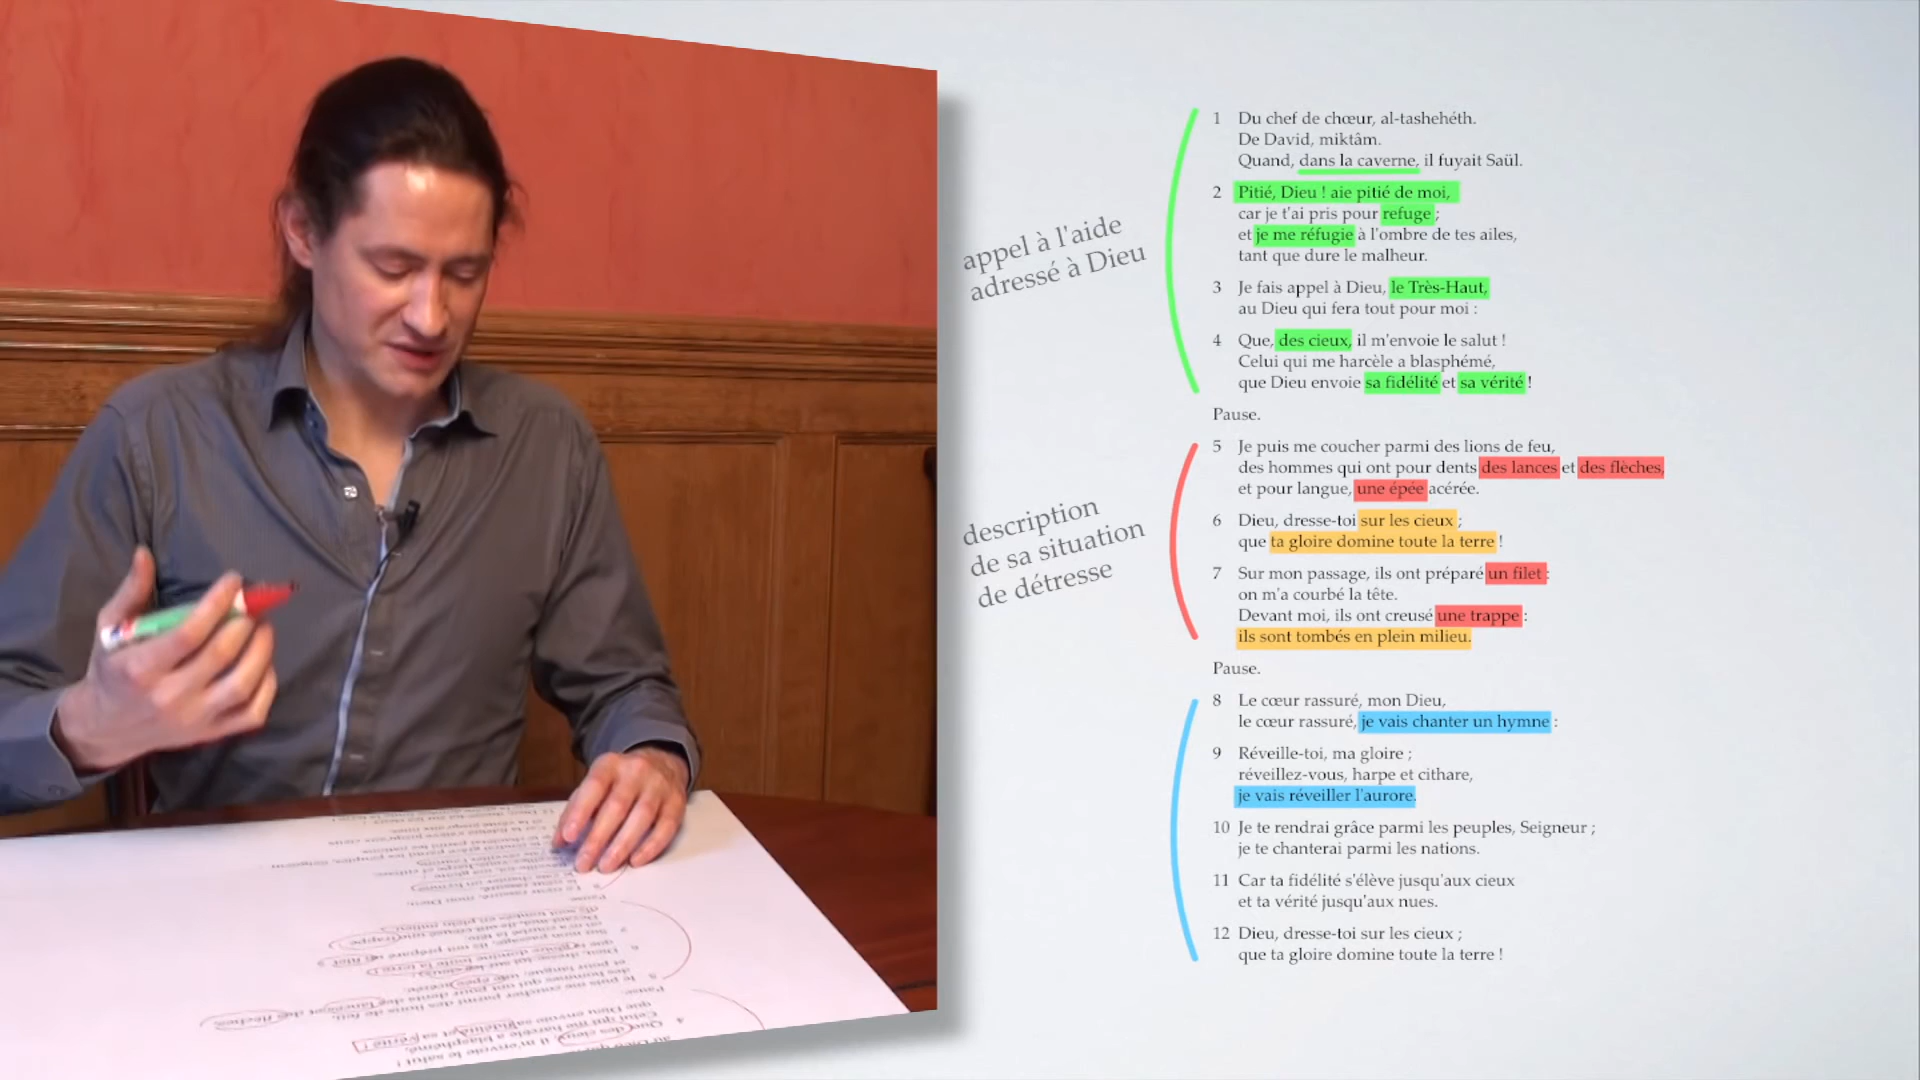 appel à l'aide
adressé à Dieu
1 Du chef de chœur, al-tashehéth.
De David, miktâm.
Quand, dans la caverne, il fuyait Saül.
2 Pitié, Dieu ! aie pitié de moi,
car je t'ai pris pour refuge ;
et je me réfugie à l'ombre de tes ailes,
tant que dure le malheur.
3 Je fais appel à Dieu, le Très-Haut,
au Dieu qui fera tout pour moi :
4 Que, des cieux, il m'envoie le salut !
Celui qui me harcèle a blasphémé,
que Dieu envoie sa fidélité et sa vérité !
Pause.
description
de sa situation
de détresse
5 Je puis me coucher parmi des lions de feu,
des hommes qui ont pour dents des lances et des flèches,
et pour langue, une épée acérée.
6 Dieu, dresse-toi sur les cieux ;
que ta gloire domine toute la terre !
7 Sur mon passage, ils ont préparé un filet :
on m'a courbé la tête.
Devant moi, ils ont creusé une trappe :
ils sont tombés en plein milieu.
Pause.
8 Le cœur rassuré, mon Dieu,
le cœur rassuré, je vais chanter un hymne :
9 Réveille-toi, ma gloire ;
réveillez-vous, harpe et cithare,
je vais réveiller l'aurore.
10 Je te rendrai grâce parmi les peuples, Seigneur ;
je te chanterai parmi les nations.
11 Car ta fidélité s'élève jusqu'aux cieux
et ta vérité jusqu'aux nues.
12 Dieu, dresse-toi sur les cieux ;
que ta gloire domine toute la terre !